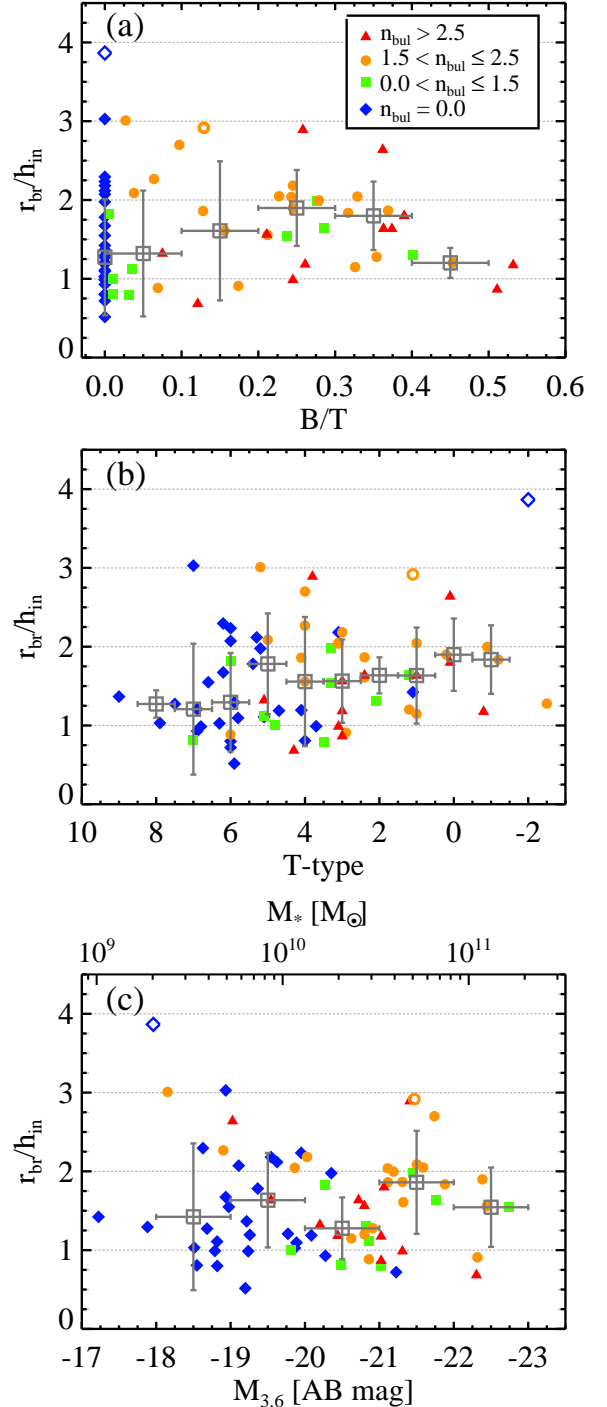 (a)
n_bul > 2.5
1.5 < n_bul ≤ 2.5
0.0 < n_bul ≤ 1.5
n_bul = 0.0
r_br/h_in
4
3
2
1
0
0.0 0.1 0.2 0.3 0.4 0.5 0.6
B/T
(b)
r_br/h_in
4
3
2
1
0
10 8 6 4 2 0 -2
T-type
M_* [M_⊙]
10^9 10^10 10^11
(c)
r_br/h_in
4
3
2
1
0
-17 -18 -19 -20 -21 -22 -23
M_3.6 [AB mag]